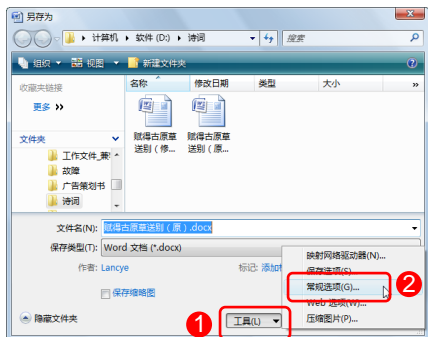 另存为
计算机 ▸ 软件 (D:) ▸ 诗词
搜索
组织 视图 新建文件夹
收藏夹链接
更多 »
名称 修改日期 类型 大小 »
赋得古原草 赋得古原草
送别（修... 送别（原...
文件夹
工作文件_兼
故障
广告策划书
诗词
文件名(N): 赋得古原草送别（原）.docx
保存类型(T): Word 文档 (*.docx)
作者: Lancye 标记: 添加
保存缩略图
隐藏文件夹
1
工具(L)
映射网络驱动器(N)...
保存选项(S)...
常规选项(G)...
2
Web 选项(W)...
压缩图片(P)...